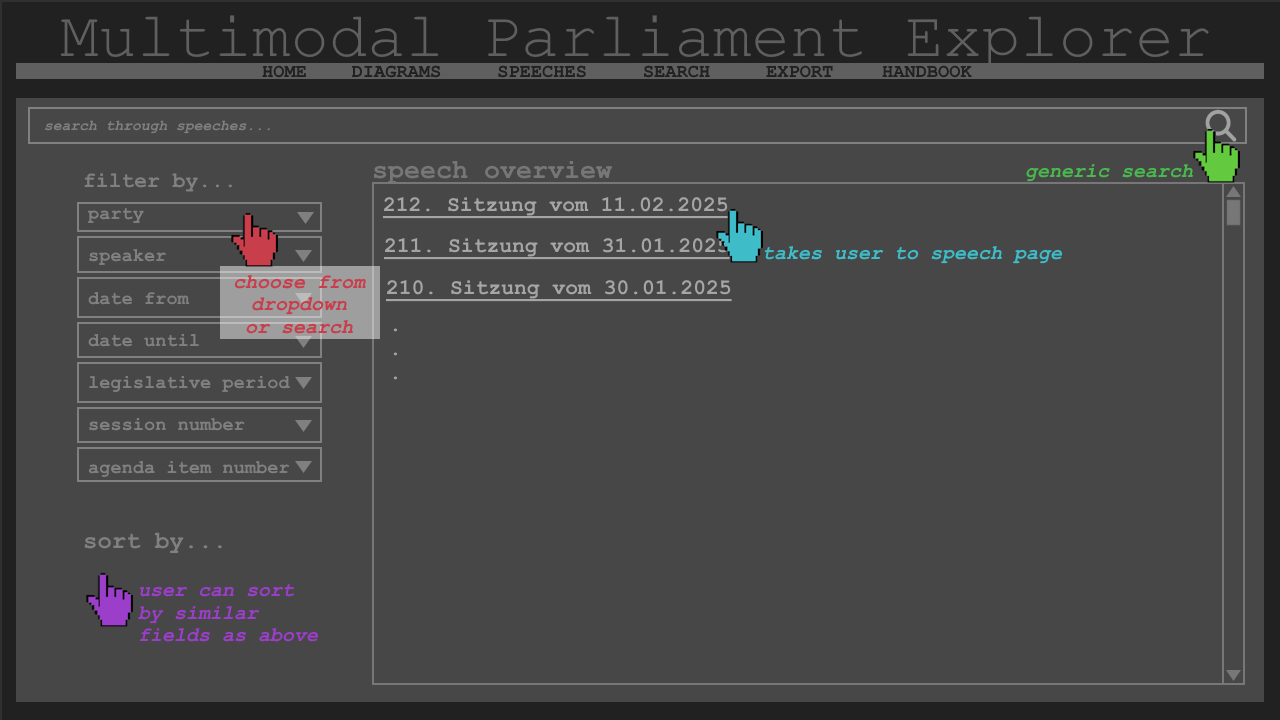 Multimodal Parliament Explorer
HOME DIAGRAMS SPEECHES SEARCH EXPORT HANDBOOK
search through speeches...
generic search
filter by...
party
speaker
date from
date until
legislative period
session number
agenda item number
choose from
dropdown
or search
sort by...
user can sort
by similar
fields as above
speech overview
212. Sitzung vom 11.02.2025
211. Sitzung vom 31.01.2025
210. Sitzung vom 30.01.2025
.
.
.
takes user to speech page